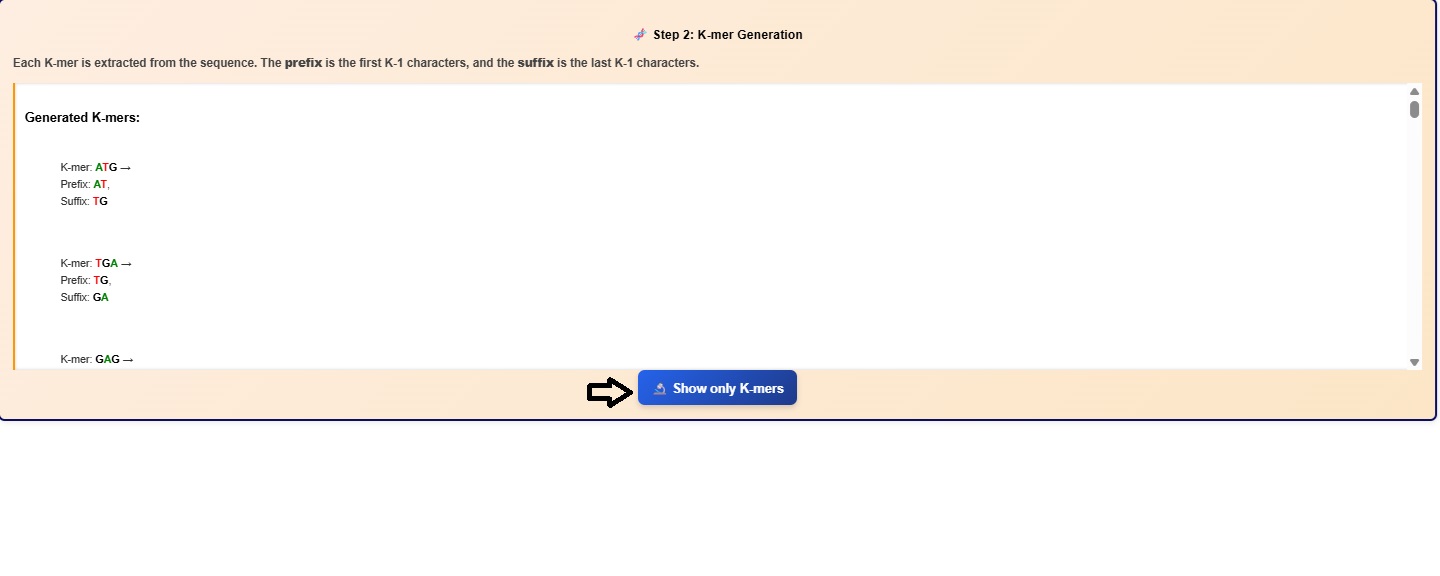 Step 2: K-mer Generation
Each K-mer is extracted from the sequence. The prefix is the first K-1 characters, and the suffix is the last K-1 characters.
Generated K-mers:
K-mer: ATG →
Prefix: AT,
Suffix: TG
K-mer: TGA →
Prefix: TG,
Suffix: GA
K-mer: GAG →
Show only K-mers